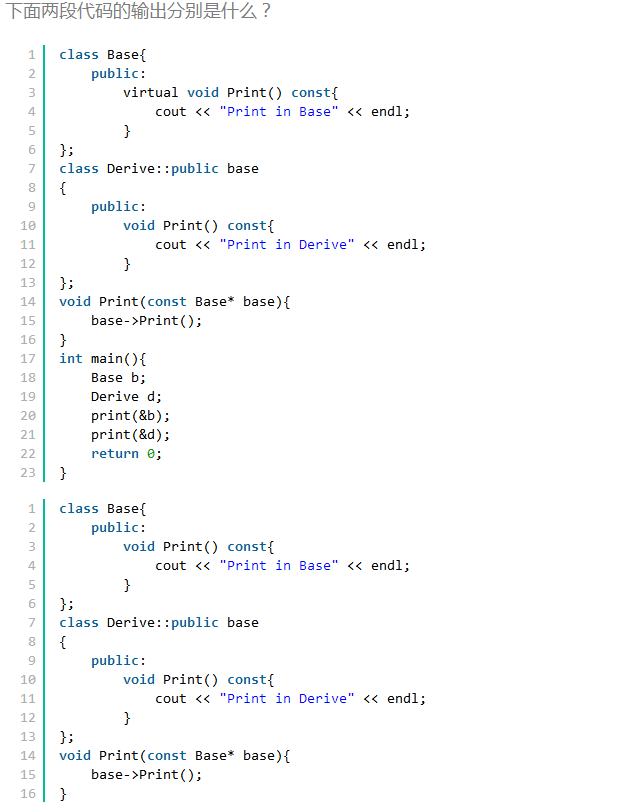 下面两段代码的输出分别是什么？
1 class Base{
2 public:
3 virtual void Print() const{
4 cout << "Print in Base" << endl;
5 }
6 };
7 class Derive::public base
8 {
9 public:
10 void Print() const{
11 cout << "Print in Derive" << endl;
12 }
13 };
14 void Print(const Base* base){
15 base->Print();
16 }
17 int main(){
18 Base b;
19 Derive d;
20 print(&b);
21 print(&d);
22 return 0;
23 }
1 class Base{
2 public:
3 void Print() const{
4 cout << "Print in Base" << endl;
5 }
6 };
7 class Derive::public base
8 {
9 public:
10 void Print() const{
11 cout << "Print in Derive" << endl;
12 }
13 };
14 void Print(const Base* base){
15 base->Print();
16 }